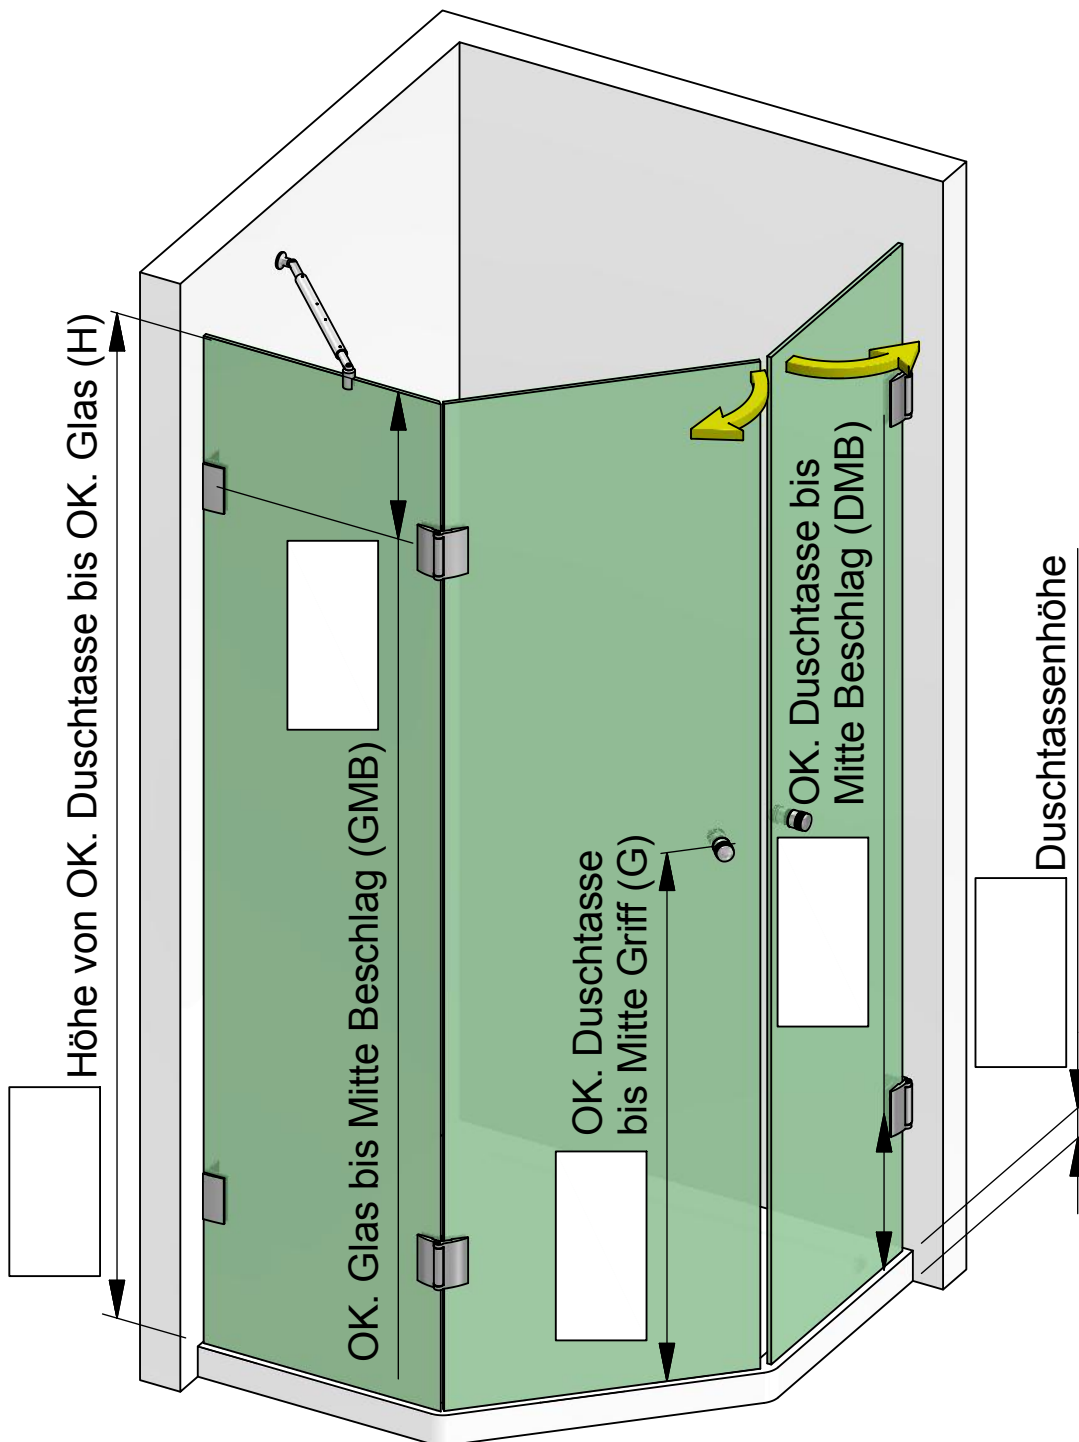 Höhe von OK. Duschtasse bis OK. Glas (H)
OK. Glas bis Mitte Beschlag (GMB)
OK. Duschtasse
bis Mitte Griff (G)
OK. Duschtasse bis
Mitte Beschlag (DMB)
Duschtassenhöhe